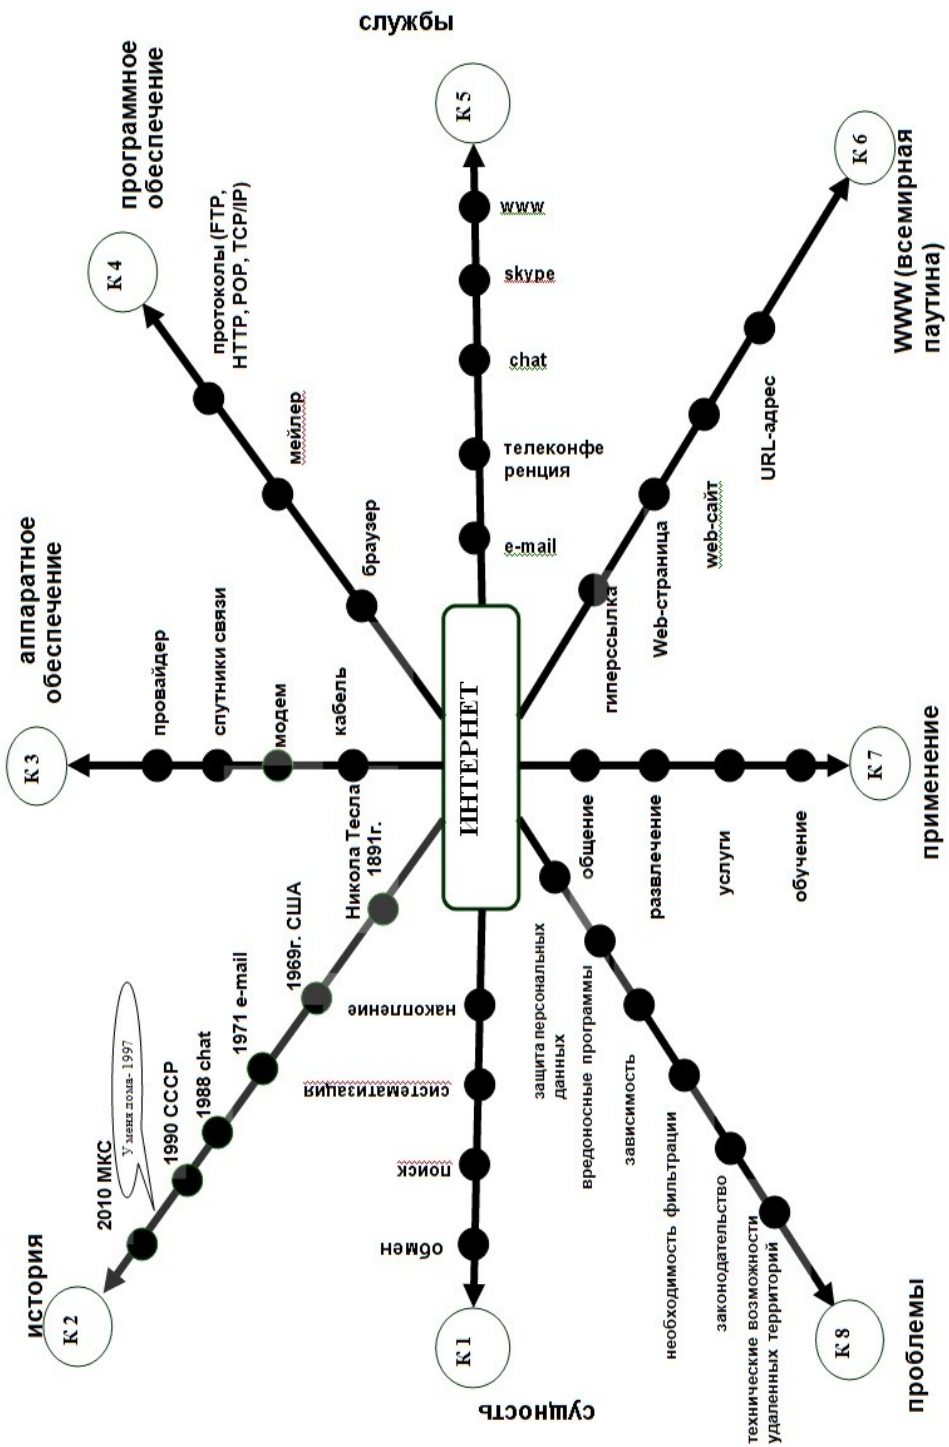 ИНТЕРНЕТ
К 1
сущность
накопление
систематизация
поиск
обмен
К 2
история
Никола Тесла
1891г.
1969г. США
1971 e-mail
1988 chat
1990 СССР
У меня дома- 1997
2010 МКС
К 3
аппаратное
обеспечение
кабель
модем
спутники связи
провайдер
К 4
программное
обеспечение
браузер
мейлер
протоколы (FTP,
HTTP, POP, TCP/IP)
К 5
службы
e-mail
телеконфе
ренция
chat
skype
www
К 6
WWW (всемирная
паутина)
гиперссылка
Web-страница
web-сайт
URL-адрес
К 7
применение
общение
развлечение
услуги
обучение
К 8
проблемы
защита персональных
данных
вредоносные программы
зависимость
необходимость фильтрации
законодательство
технические возможности
удаленных территорий